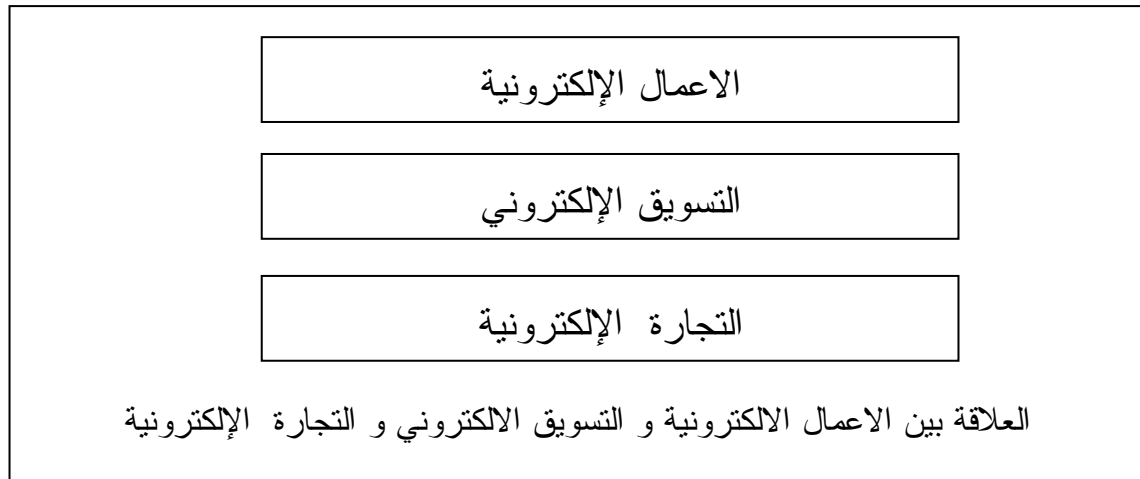 الاعمال الإلكترونية
التسويق الإلكتروني
التجارة الإلكترونية
العلاقة بين الاعمال الالكترونية و التسويق الالكتروني و التجارة الإلكترونية